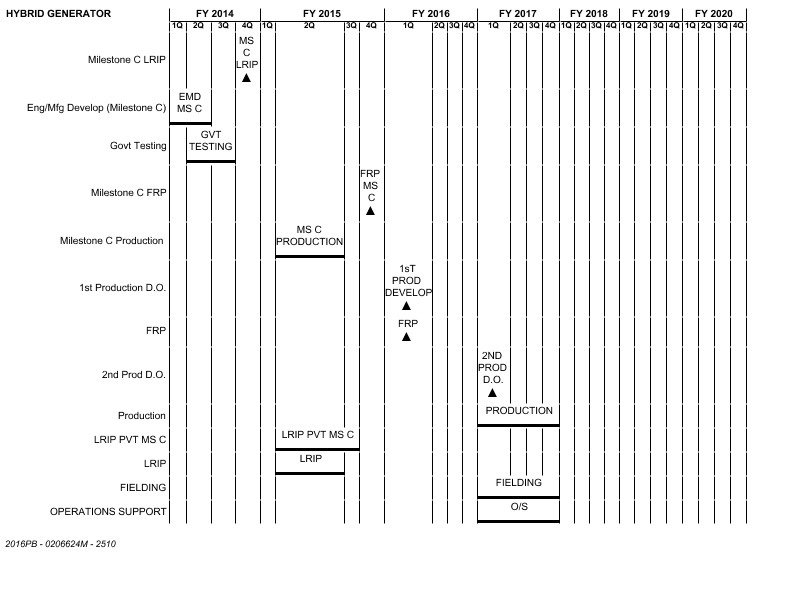 HYBRID GENERATOR FY 2014 FY 2015 FY 2016 FY 2017 FY 2018 FY 2019 FY 2020
1Q 2Q 3Q 4Q 1Q 2Q 3Q 4Q 1Q 2Q 3Q 4Q 1Q 2Q 3Q 4Q 1Q 2Q 3Q 4Q 1Q 2Q 3Q 4Q 1Q 2Q 3Q 4Q
MS
C
Milestone C LRIP LRIP
▲
EMD
Eng/Mfg Develop (Milestone C) MS C
GVT
Govt Testing TESTING
FRP
MS
Milestone C FRP C
▲
MS C
Milestone C Production PRODUCTION
1sT
PROD
1st Production D.O. DEVELOP
▲
FRP FRP
▲
2ND
PROD
2nd Prod D.O. D.O.
▲
Production PRODUCTION
LRIP PVT MS C LRIP PVT MS C
LRIP LRIP
FIELDING FIELDING
OPERATIONS SUPPORT O/S
2016PB - 0206624M - 2510